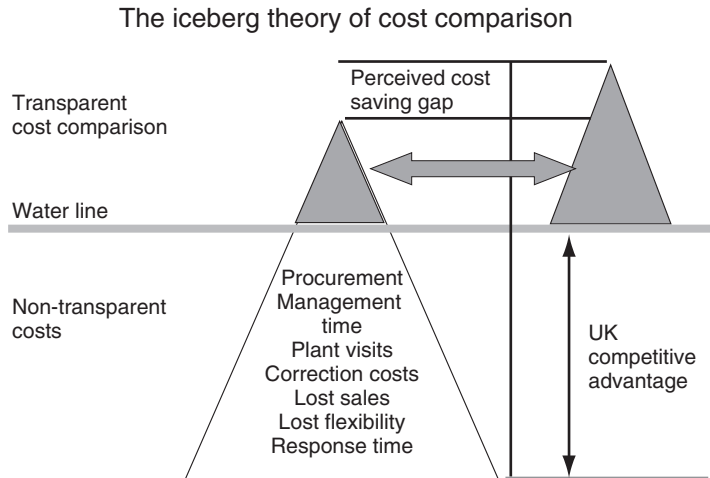 The iceberg theory of cost comparison
Perceived cost
saving gap
Transparent
cost comparison
Water line
Non-transparent
costs
Procurement
Management
time
Plant visits
Correction costs
Lost sales
Lost flexibility
Response time
UK
competitive
advantage